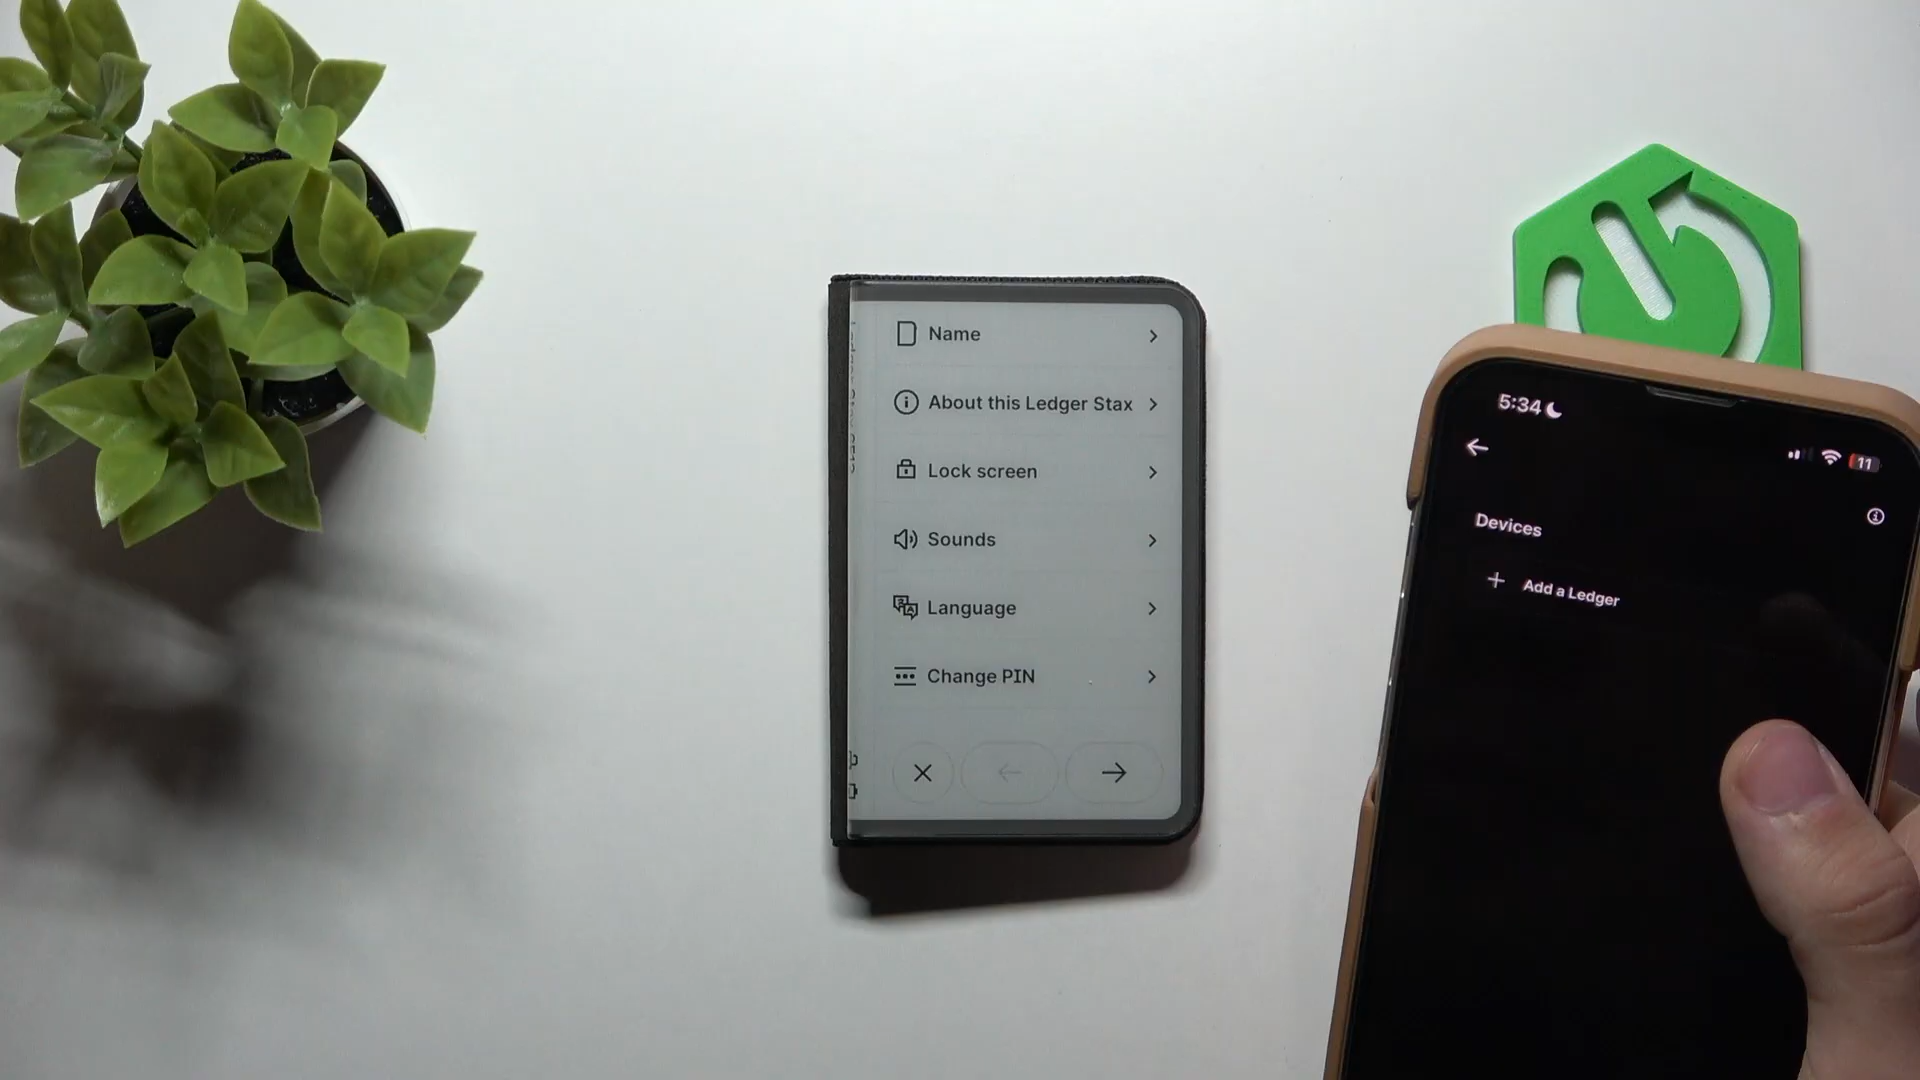 Name
About this Ledger Stax
Lock screen
Sounds
Language
Change PIN
5:34
11
Devices
Add a Ledger